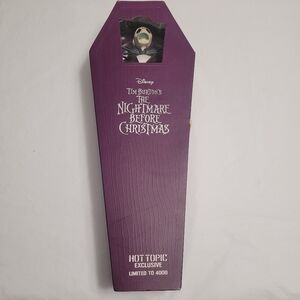 Disney
TIM BURTON'S
THE
NIGHTMARE
BEFORE
CHRISTMAS
HOT TOPIC
EXCLUSIVE
LIMITED TO 4000